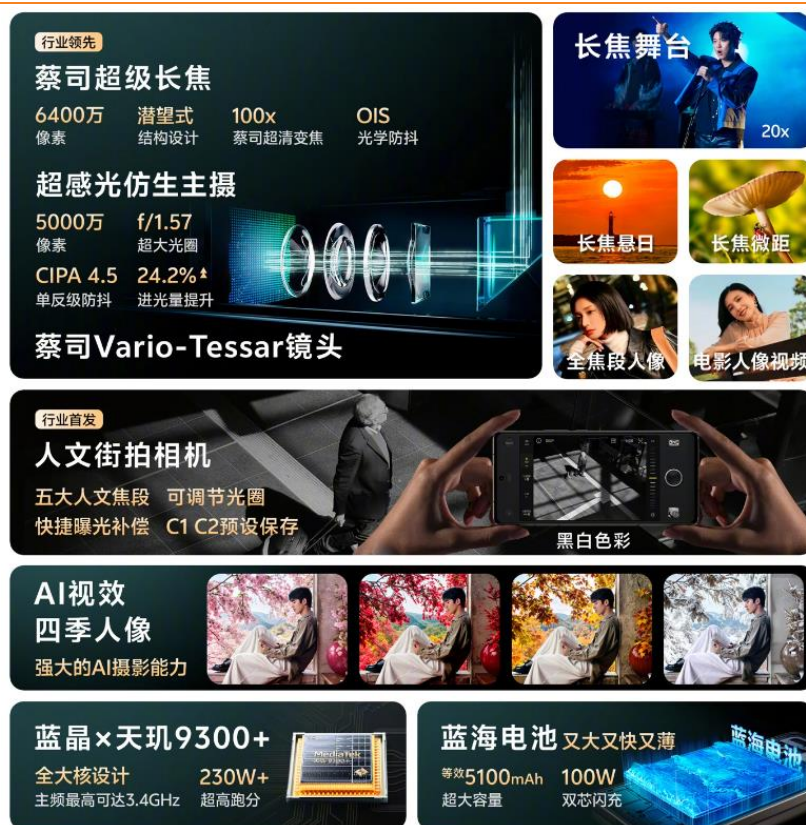 行业领先
蔡司超级长焦
6400万 潜望式 100x OIS
像素 结构设计 蔡司超清变焦 光学防抖
超感光仿生主摄
5000万 f/1.57
像素 超大光圈
CIPA 4.5 24.2%
单反级防抖 进光量提升
蔡司Vario-Tessar镜头
长焦舞台
20x
长焦悬日
长焦微距
全焦段人像
电影人像视频
行业首发
人文街拍相机
五大人文焦段 可调节光圈
快捷曝光补偿 C1 C2预设保存
黑白色彩
AI视效
四季人像
强大的AI摄影能力
蓝晶×天玑9300+
全大核设计 230W+
主频最高可达3.4GHz 超高跑分
MediaTek
蓝海电池 又大又快又薄
等效5100mAh 100W
超大容量 双芯闪充
蓝海电池